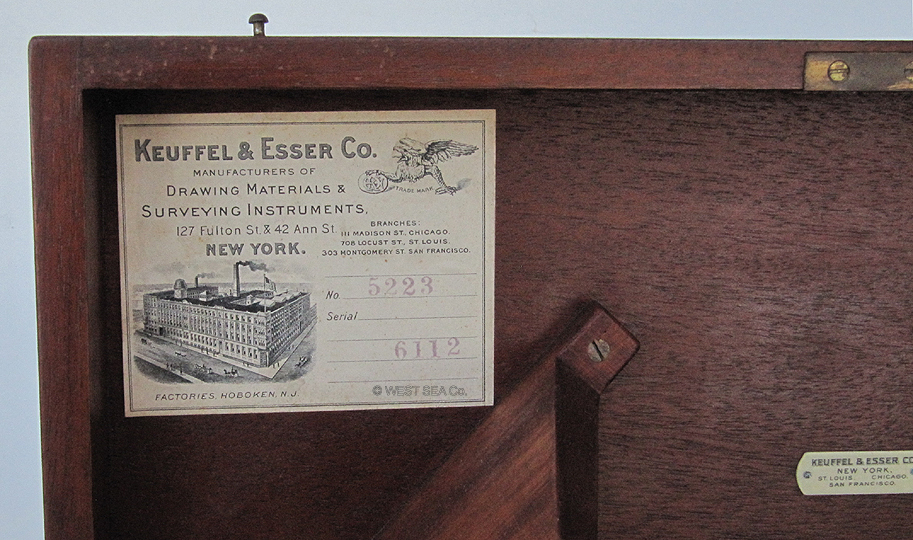 KEUFFEL & ESSER CO.
MANUFACTURERS OF
DRAWING MATERIALS &
SURVEYING INSTRUMENTS,
127 Fulton St. & 42 Ann St.
NEW YORK.
TRADE MARK
BRANCHES:
111 MADISON ST., CHICAGO.
708 LOCUST ST., ST. LOUIS.
303 MONTGOMERY ST. SAN FRANCISCO.
No. 5223
Serial
6112
FACTORIES, HOBOKEN, N.J.
© WEST SEA Co.
KEUFFEL & ESSER CO
NEW YORK,
ST. LOUIS. CHICAGO.
SAN FRANCISCO.